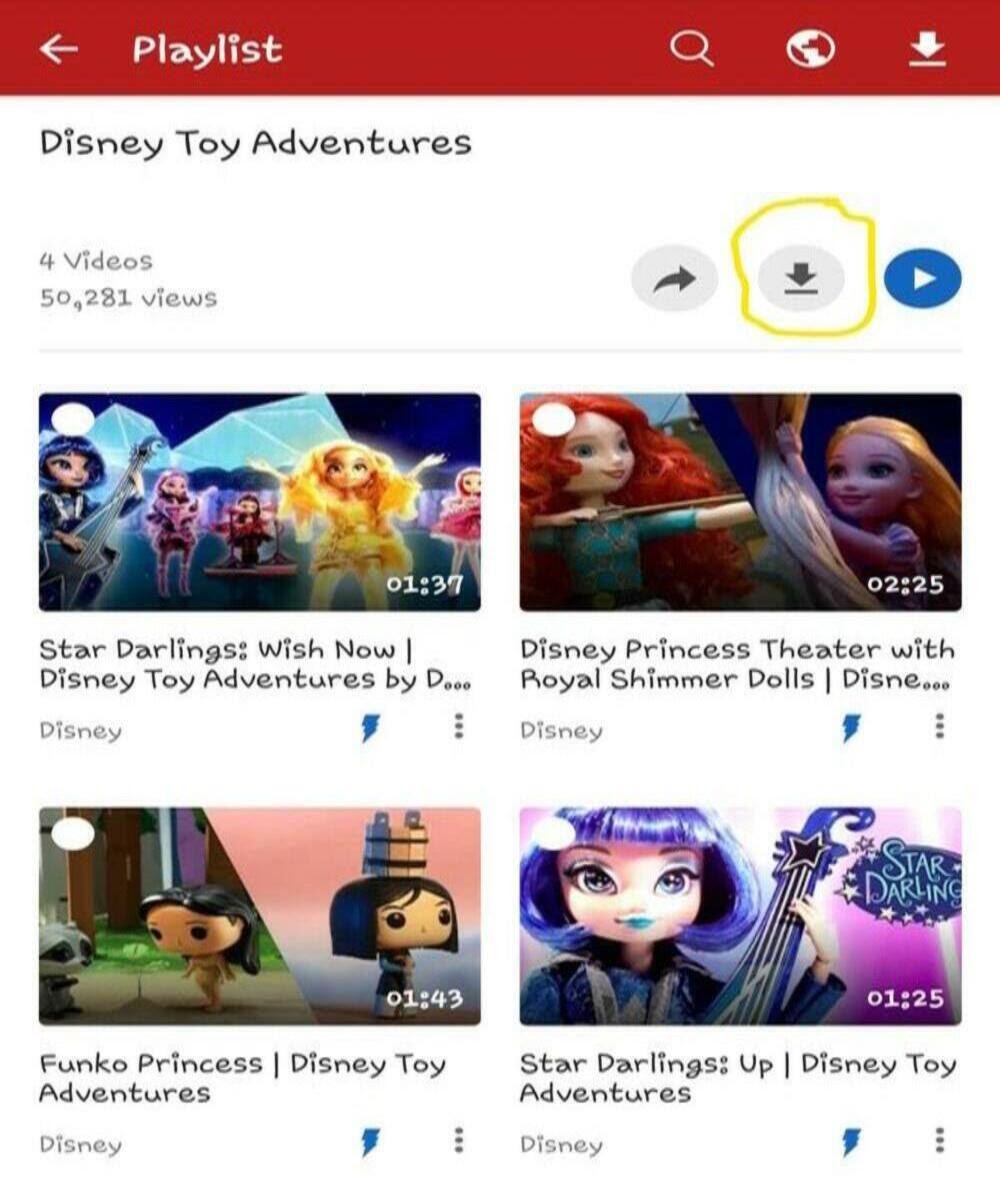 Playlist
Disney Toy Adventures
4 Videos
50,281 views
01:37
02:25
Star Darlings: Wish Now |
Disney Toy Adventures by D...
Disney Princess Theater with
Royal Shimmer Dolls | Disne...
Disney
Disney
01:43
STAR
DARLING
01:25
Funko Princess | Disney Toy
Adventures
Star Darlings: Up | Disney Toy
Adventures
Disney
Disney